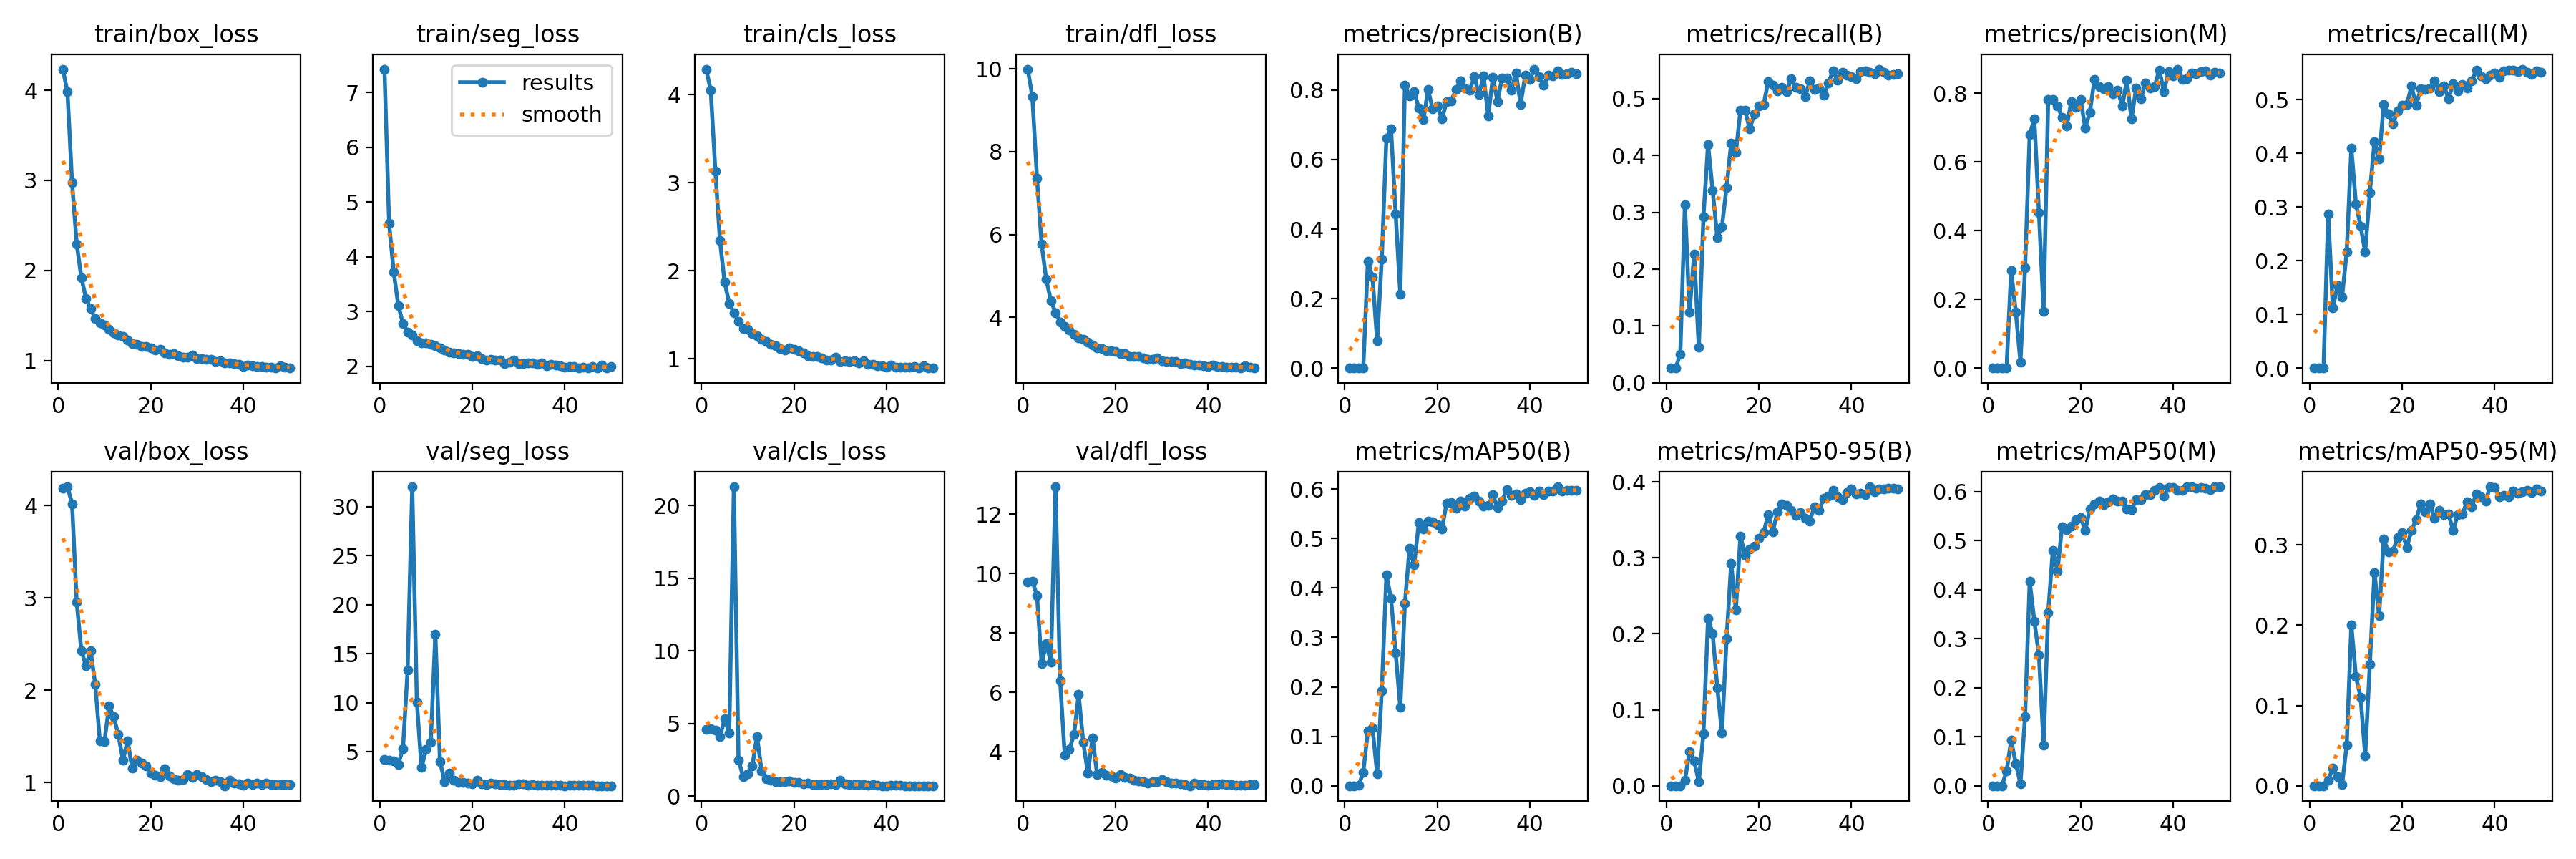 train/box_loss
train/seg_loss
train/cls_loss
train/dfl_loss
metrics/precision(B)
metrics/recall(B)
metrics/precision(M)
metrics/recall(M)
4
3
2
1
0 20 40
results
smooth
7
6
5
4
3
2
0 20 40
4
3
2
1
0 20 40
10
8
6
4
0 20 40
0.8
0.6
0.4
0.2
0.0
0 20 40
0.5
0.4
0.3
0.2
0.1
0.0
0 20 40
0.8
0.6
0.4
0.2
0.0
0 20 40
0.5
0.4
0.3
0.2
0.1
0.0
0 20 40
val/box_loss
val/seg_loss
val/cls_loss
val/dfl_loss
metrics/mAP50(B)
metrics/mAP50-95(B)
metrics/mAP50(M)
metrics/mAP50-95(M)
4
3
2
1
0 20 40
30
25
20
15
10
5
0 20 40
20
15
10
5
0
0 20 40
12
10
8
6
4
0 20 40
0.6
0.5
0.4
0.3
0.2
0.1
0.0
0 20 40
0.4
0.3
0.2
0.1
0.0
0 20 40
0.6
0.5
0.4
0.3
0.2
0.1
0.0
0 20 40
0.3
0.2
0.1
0.0
0 20 40